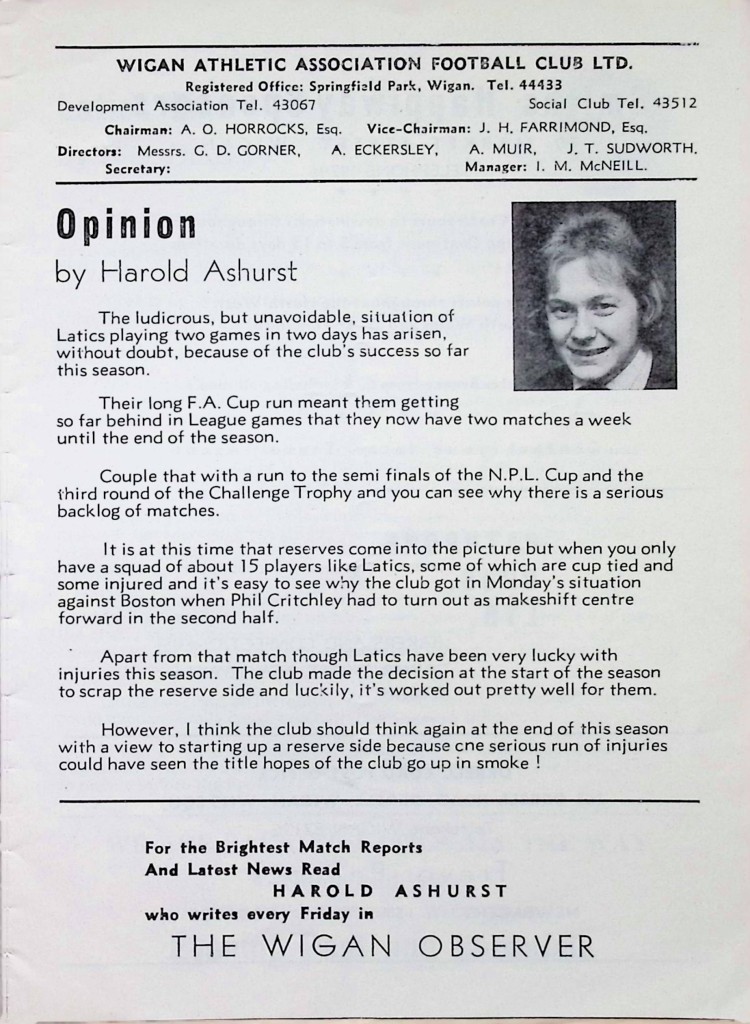 WIGAN ATHLETIC ASSOCIATION FOOTBALL CLUB LTD.
Registered Office: Springfield Park, Wigan. Tel. 44433
Development Association Tel. 43067 Social Club Tel. 43512
Chairman: A. O. HORROCKS, Esq. Vice-Chairman: J. H. FARRIMOND, Esq.
Directors: Messrs. G. D. GORNER, A. ECKERSLEY, A. MUIR, J. T. SUDWORTH.
Secretary: Manager: I. M. McNEILL.
Opinion
by Harold Ashurst
The ludicrous, but unavoidable, situation of
Latics playing two games in two days has arisen,
without doubt, because of the club's success so far
this season.
Their long F.A. Cup run meant them getting
so far behind in League games that they now have two matches a week
until the end of the season.
Couple that with a run to the semi finals of the N.P.L. Cup and the
third round of the Challenge Trophy and you can see why there is a serious
backlog of matches.
It is at this time that reserves come into the picture but when you only
have a squad of about 15 players like Latics, some of which are cup tied and
some injured and it's easy to see why the club got in Monday's situation
against Boston when Phil Critchley had to turn out as makeshift centre
forward in the second half.
Apart from that match though Latics have been very lucky with
injuries this season. The club made the decision at the start of the season
to scrap the reserve side and luckily, it's worked out pretty well for them.
However, I think the club should think again at the end of this season
with a view to starting up a reserve side because one serious run of injuries
could have seen the title hopes of the club go up in smoke !
For the Brightest Match Reports
And Latest News Read
HAROLD ASHURST
who writes every Friday in
THE WIGAN OBSERVER